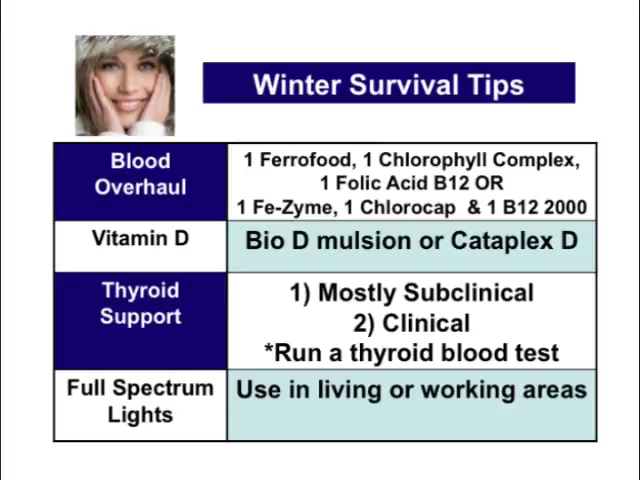 Winter Survival Tips
Blood
Overhaul
1 Ferrofood, 1 Chlorophyll Complex,
1 Folic Acid B12 OR
1 Fe-Zyme, 1 Chlorocap & 1 B12 2000
Vitamin D
Bio D mulsion or Cataplex D
Thyroid
Support
1) Mostly Subclinical
2) Clinical
*Run a thyroid blood test
Full Spectrum
Lights
Use in living or working areas